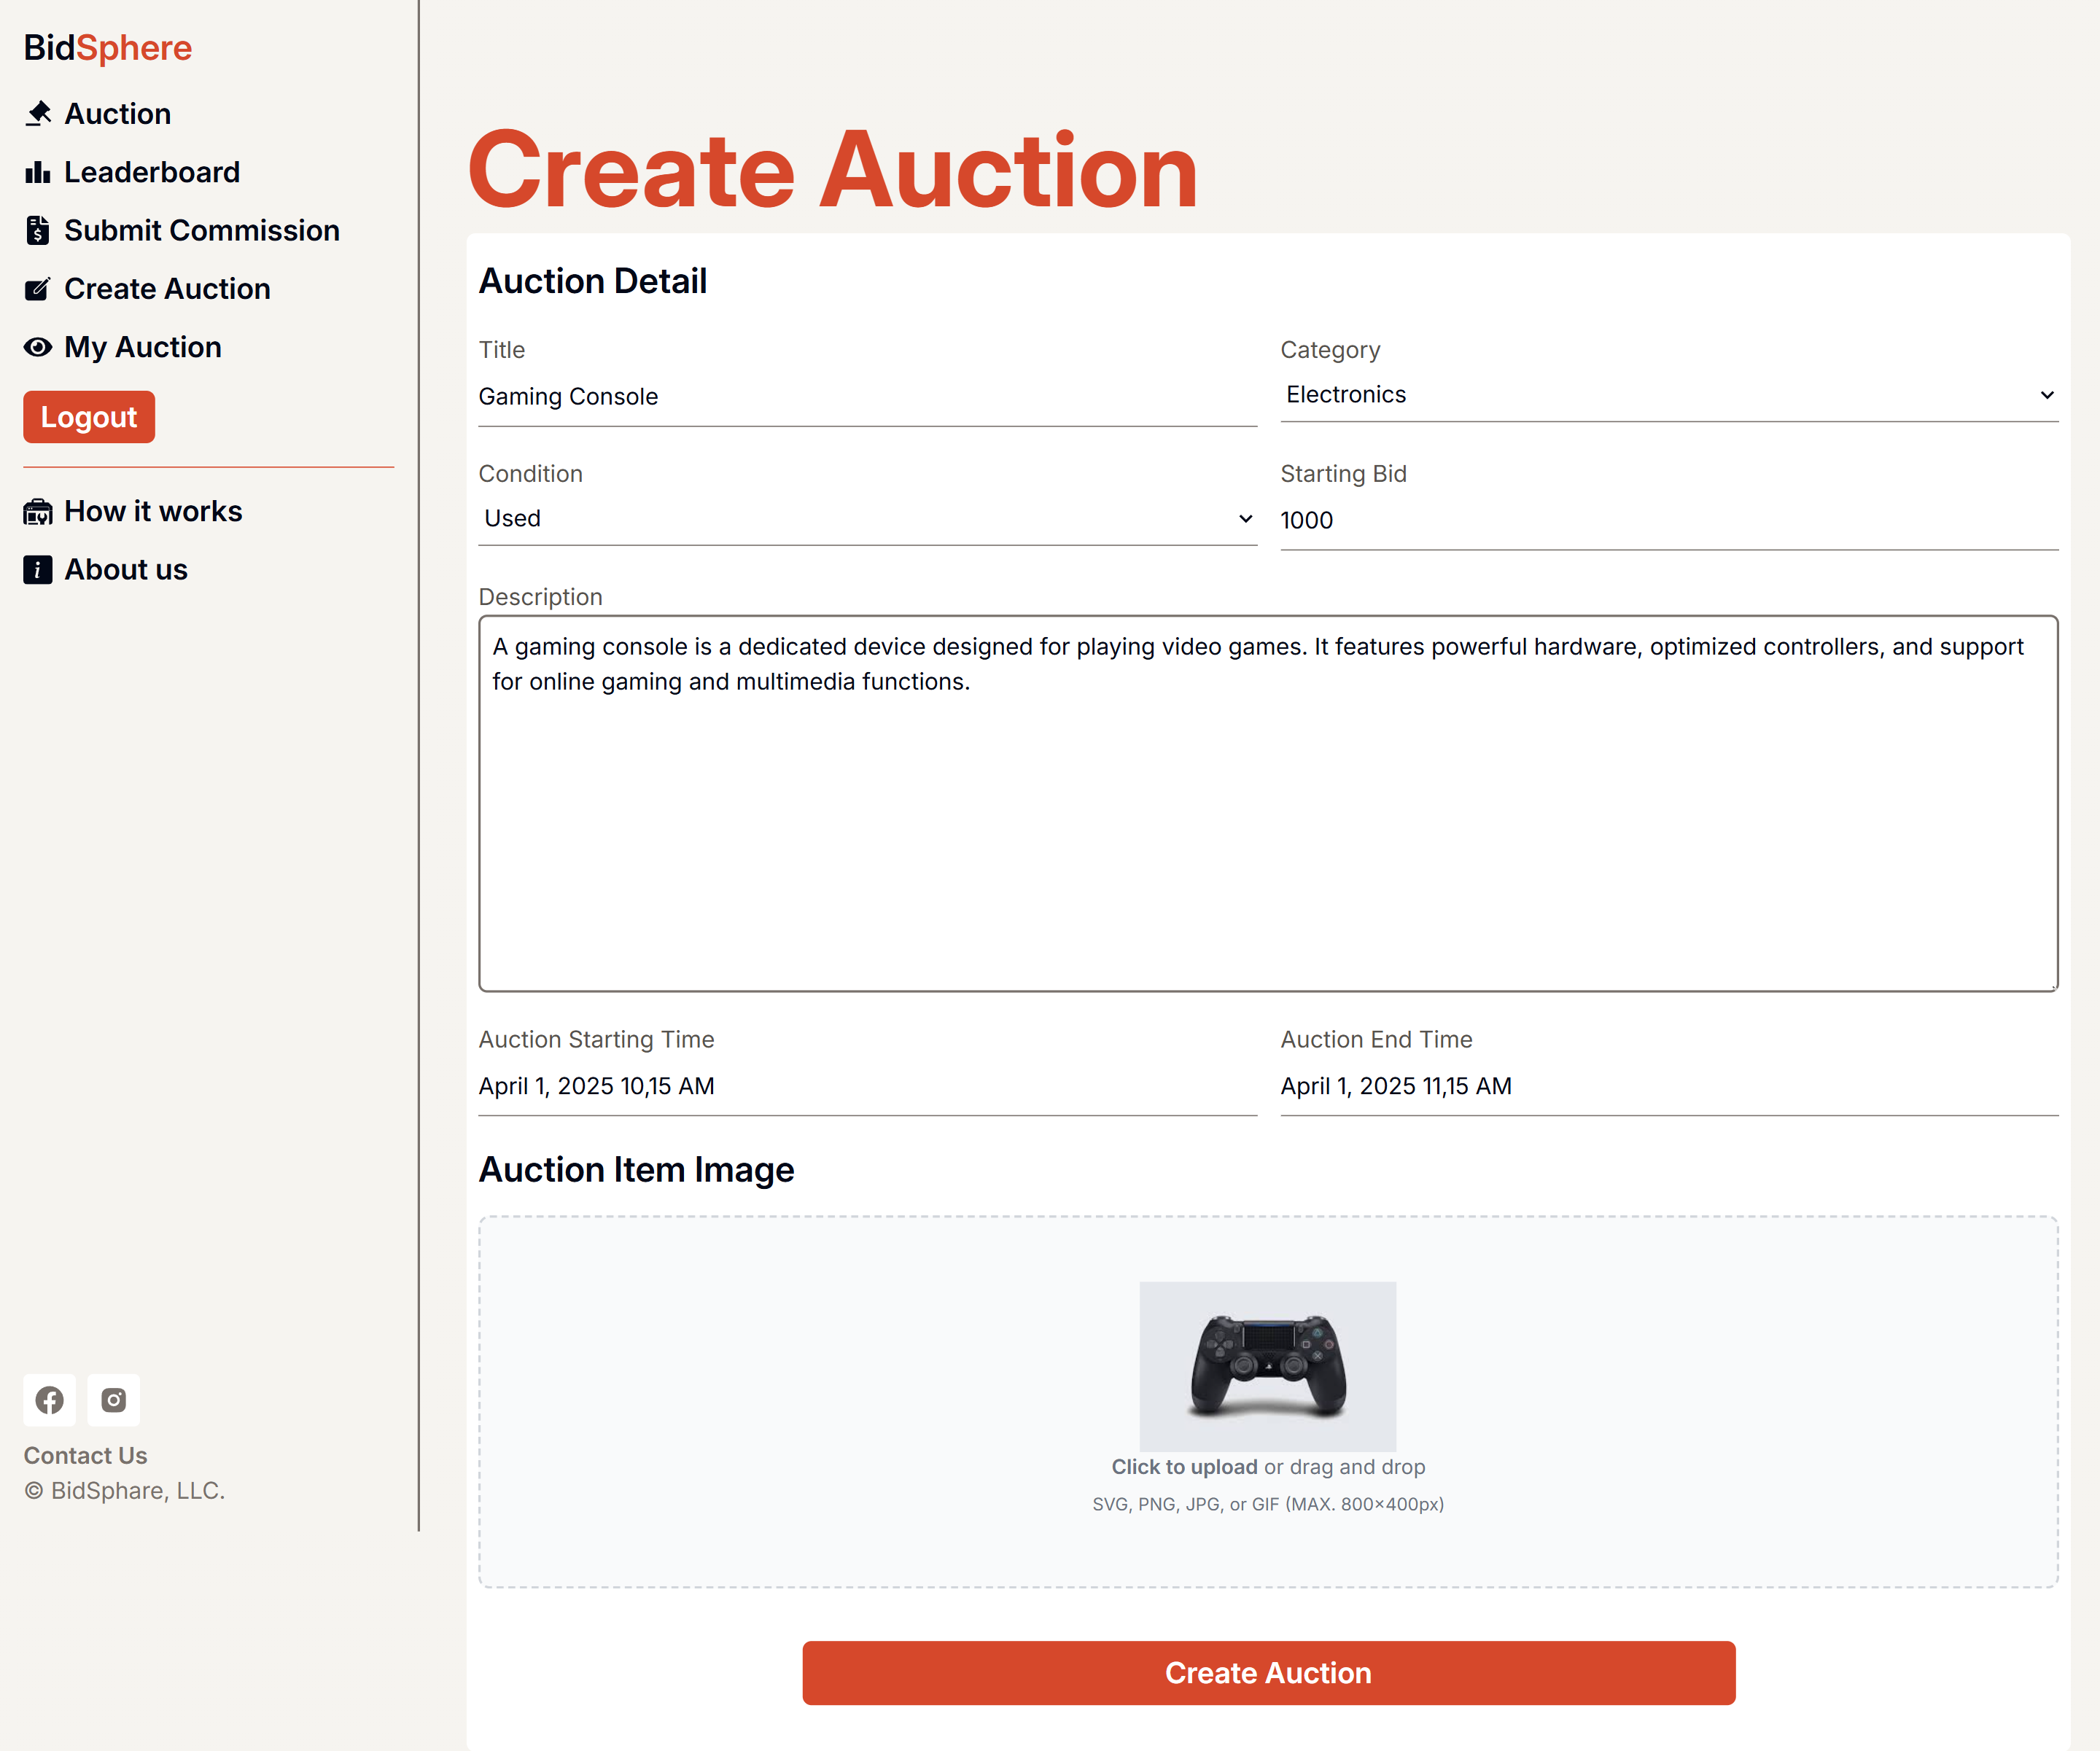 BidSphere
Auction
Leaderboard
Submit Commission
Create Auction
My Auction
Logout
How it works
About us
Contact Us
© BidSphare, LLC.
Create Auction
Auction Detail
Title
Gaming Console
Category
Electronics
Condition
Used
Starting Bid
1000
Description
A gaming console is a dedicated device designed for playing video games. It features powerful hardware, optimized controllers, and support
for online gaming and multimedia functions.
Auction Starting Time
April 1, 2025 10,15 AM
Auction End Time
April 1, 2025 11,15 AM
Auction Item Image
Click to upload or drag and drop
SVG, PNG, JPG, or GIF (MAX. 800×400px)
Create Auction